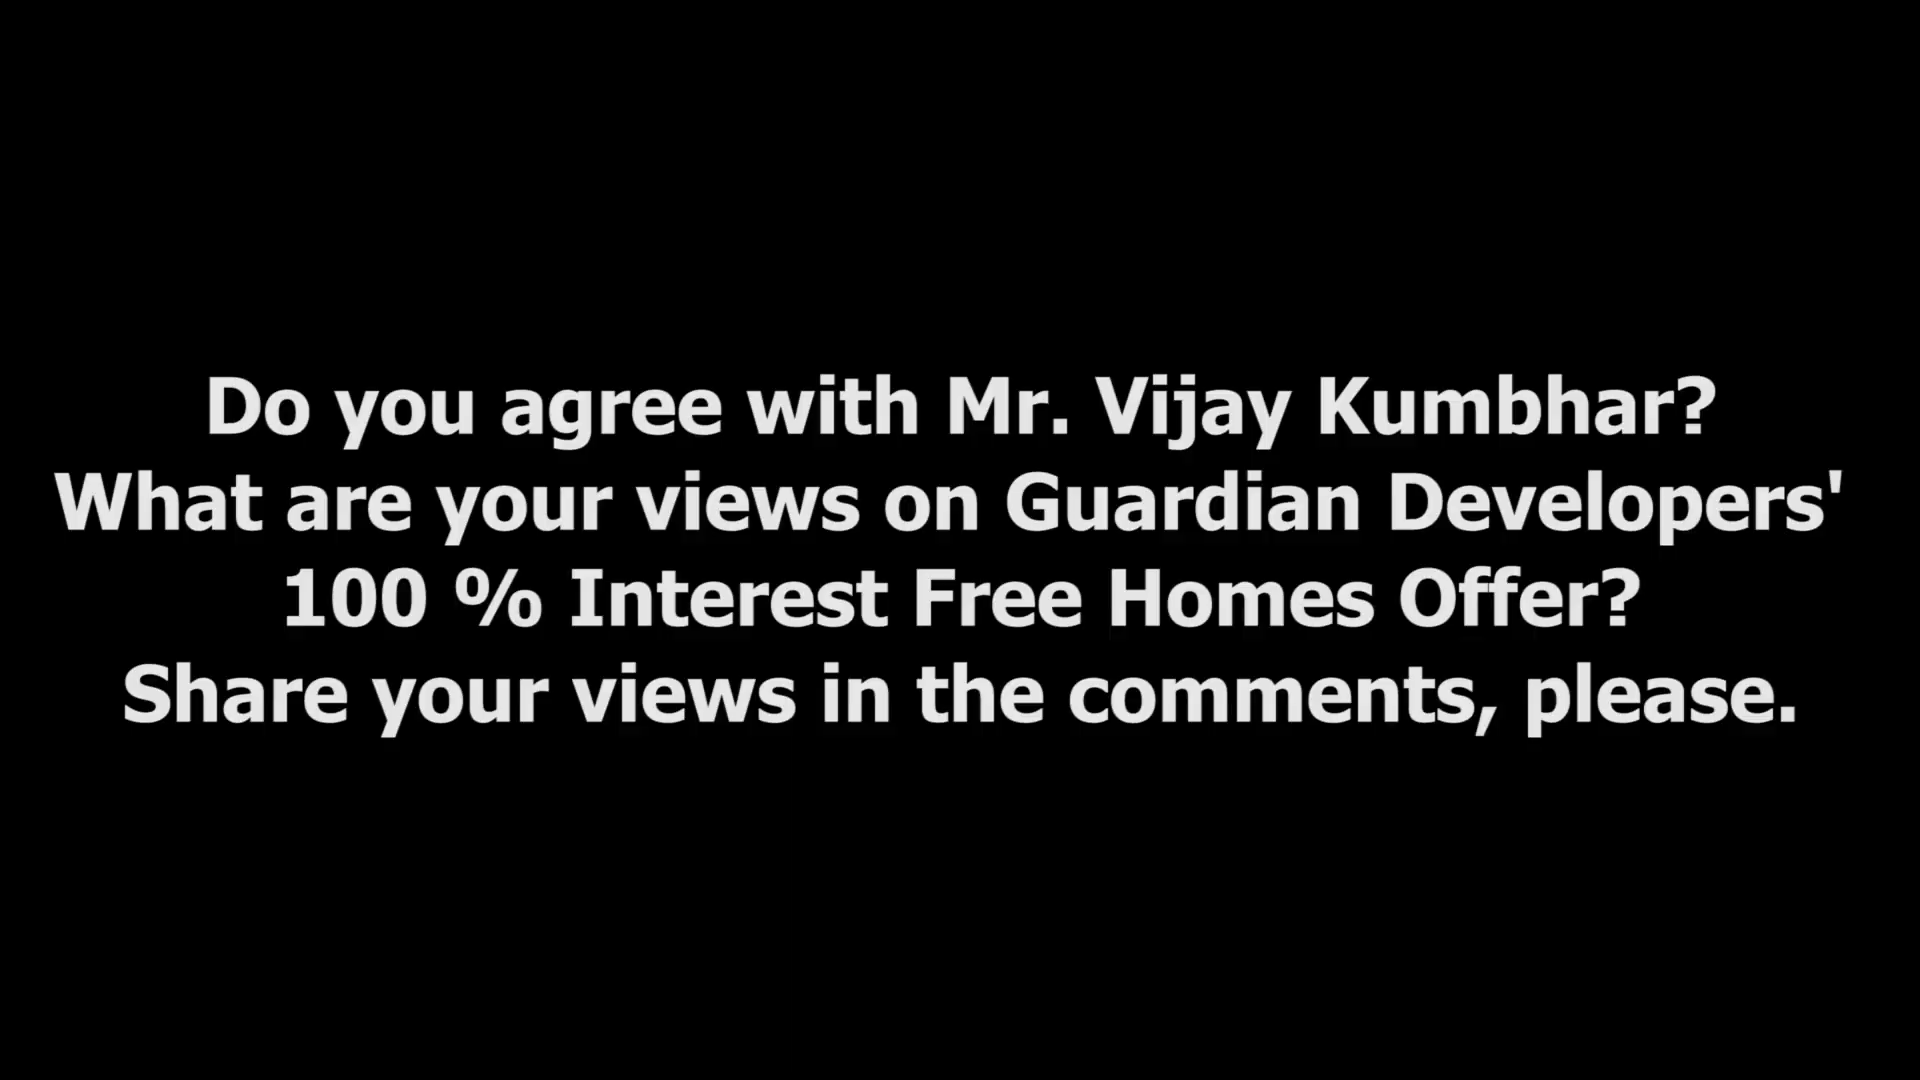 Do you agree with Mr. Vijay Kumbhar?
What are your views on Guardian Developers'
100 % Interest Free Homes Offer?
Share your views in the comments, please.